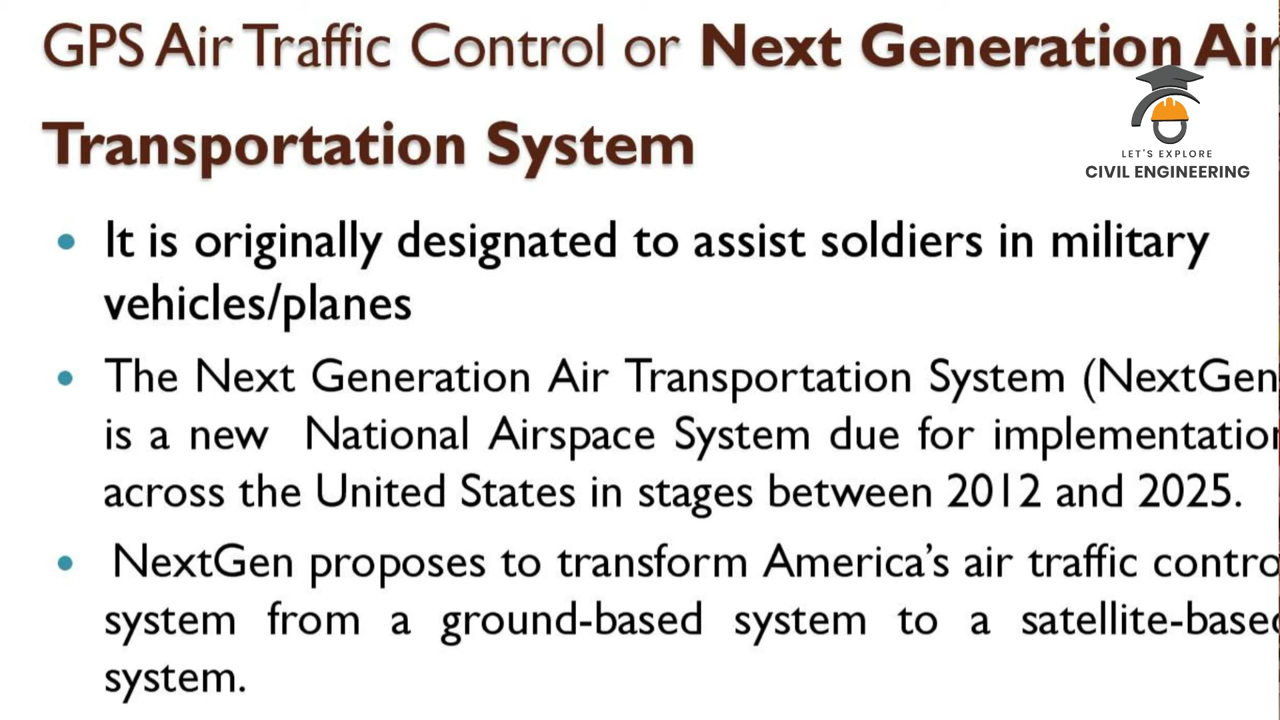 GPS Air Traffic Control or Next Generation Air
Transportation System
LET'S EXPLORE
CIVIL ENGINEERING
• It is originally designated to assist soldiers in military
vehicles/planes
• The Next Generation Air Transportation System (NextGen
is a new National Airspace System due for implementation
across the United States in stages between 2012 and 2025.
• NextGen proposes to transform America's air traffic contro
system from a ground-based system to a satellite-based
system.